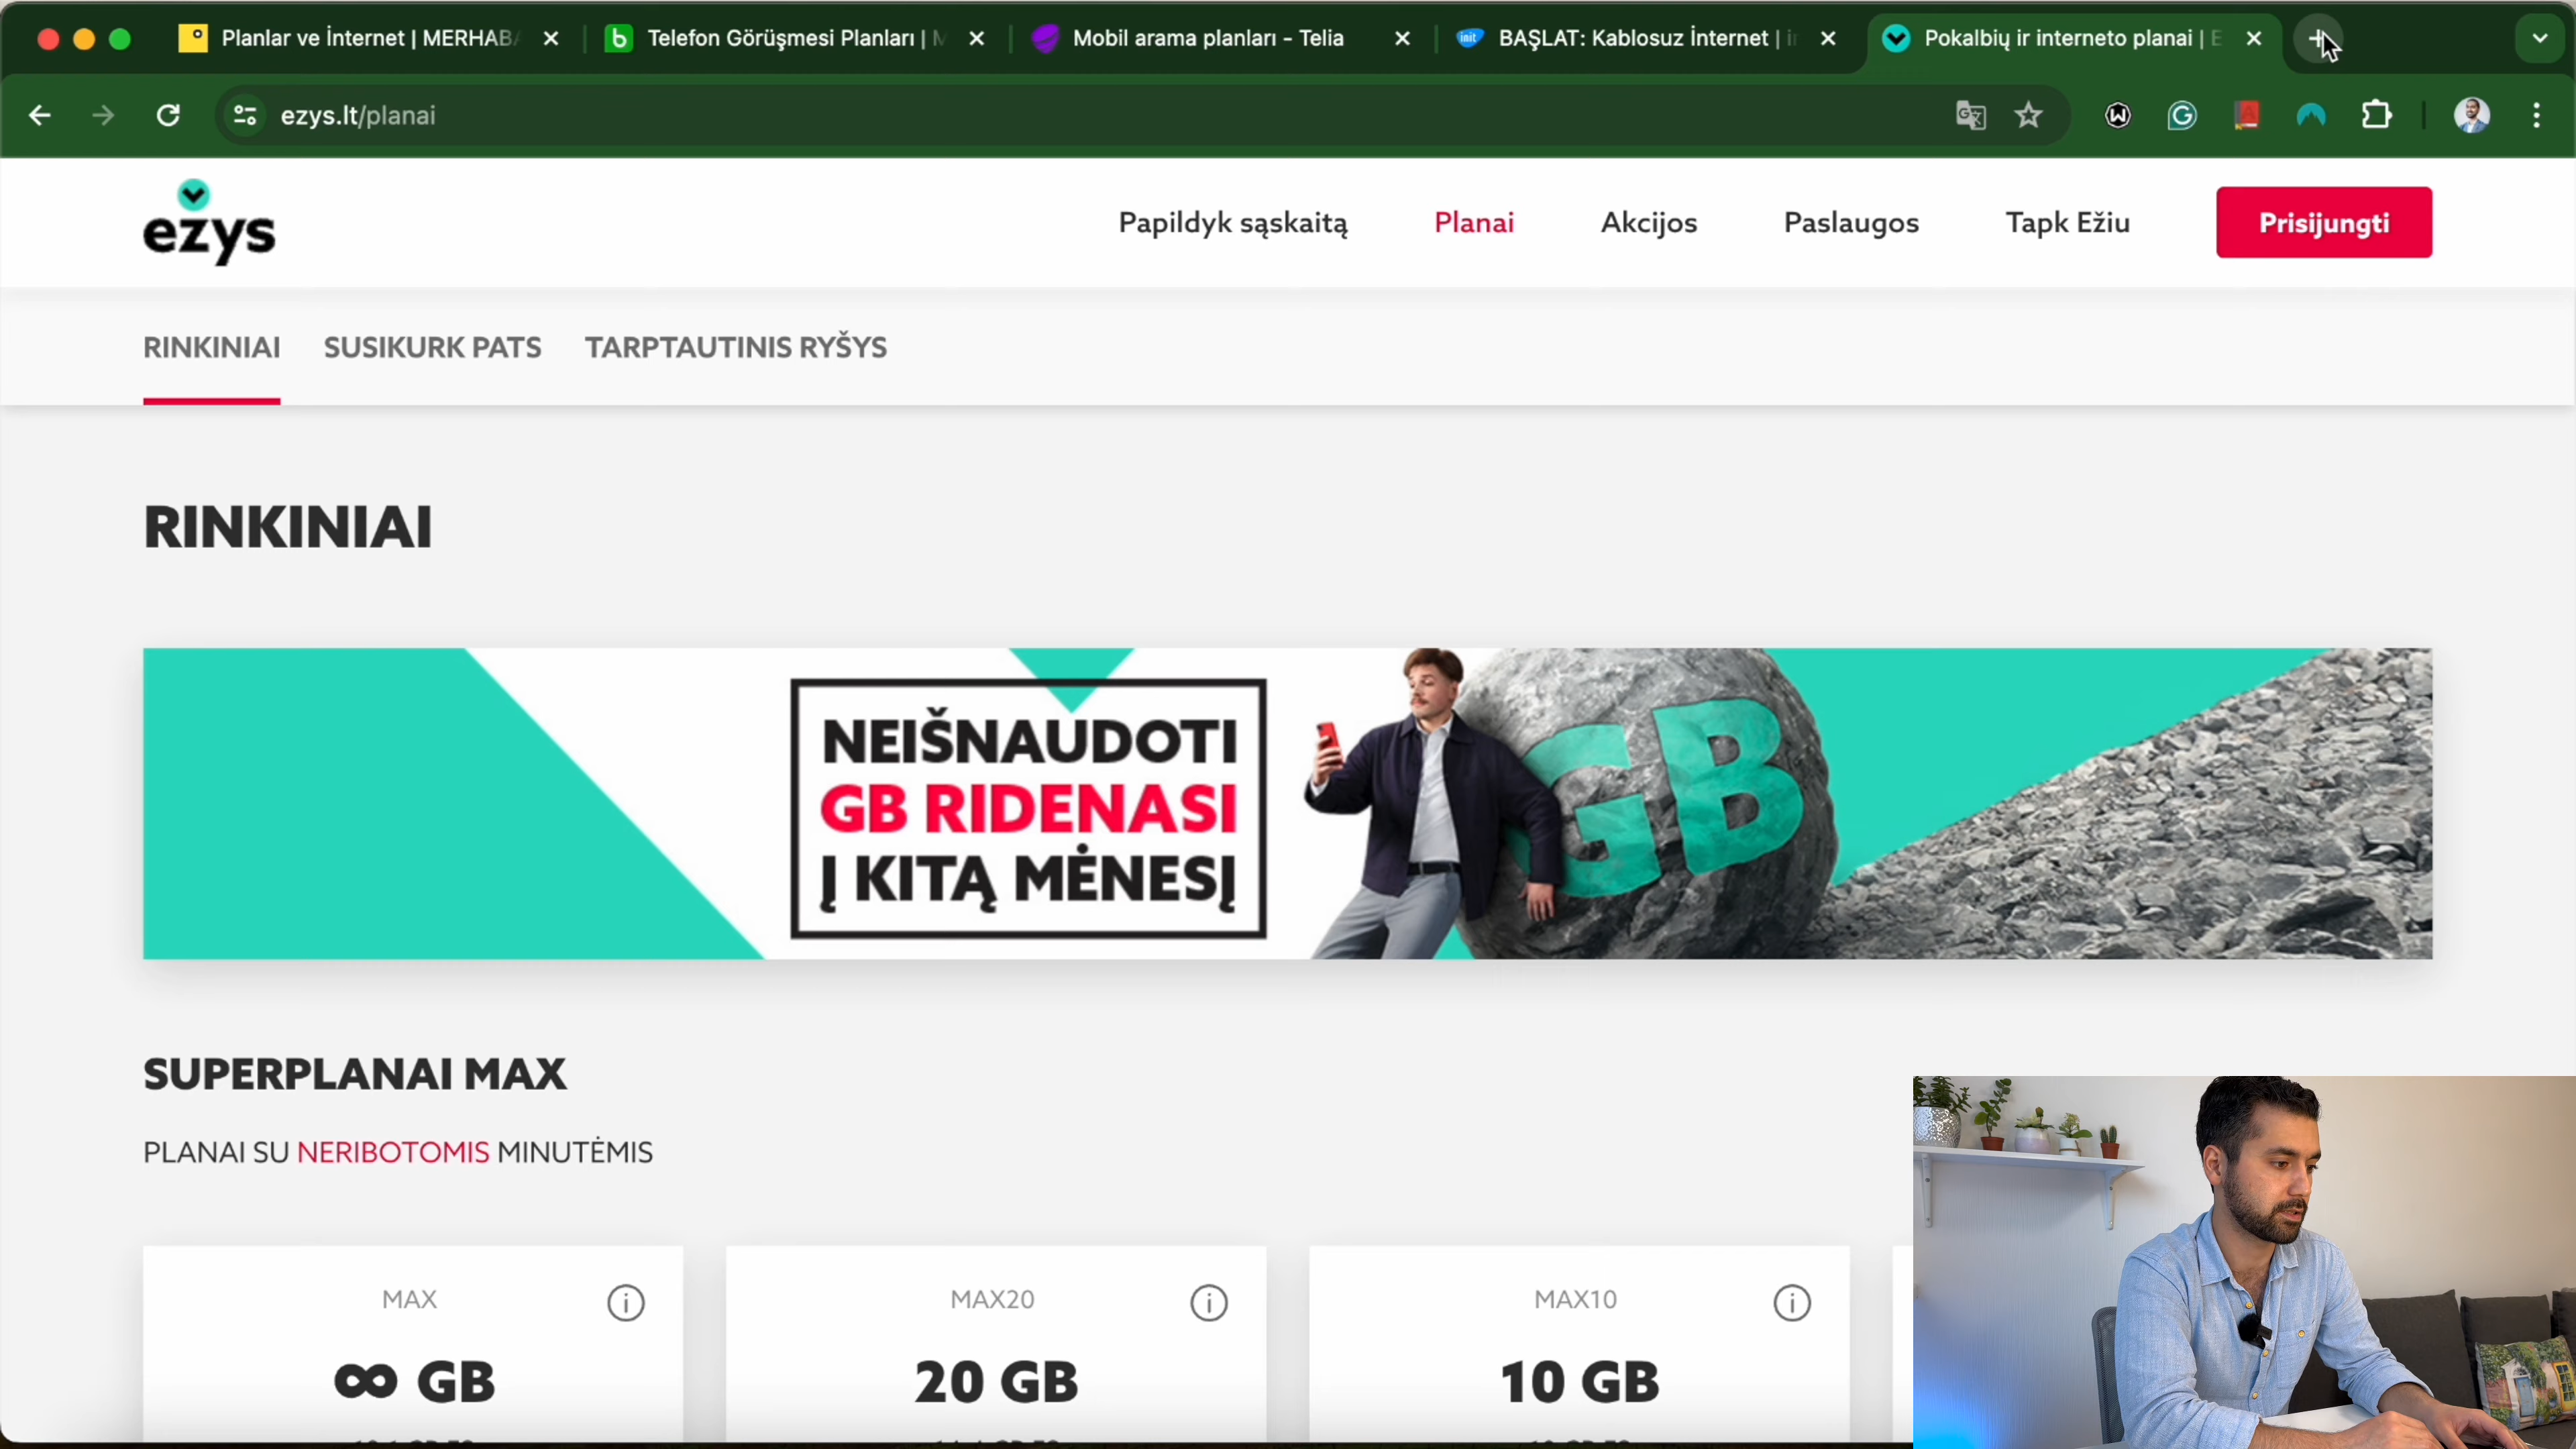 Planlar ve İnternet | MERHABA
Telefon Görüşmesi Planları |
Mobil arama planları - Telia
BAŞLAT: Kablosuz İnternet |
Pokalbių ir interneto planai | E
ezys.lt/planai
ežys
Papildyk sąskaitą
Planai
Akcijos
Paslaugos
Tapk Ežiu
Prisijungti
RINKINIAI
SUSIKURK PATS
TARPTAUTINIS RYŠYS
RINKINIAI
NEIŠNAUDOTI
GB RIDENASI
Į KITĄ MĖNESĮ
GB
SUPERPLANAI MAX
PLANAI SU NERIBOTOMIS MINUTĖMIS
MAX
∞ GB
MAX20
20 GB
MAX10
10 GB